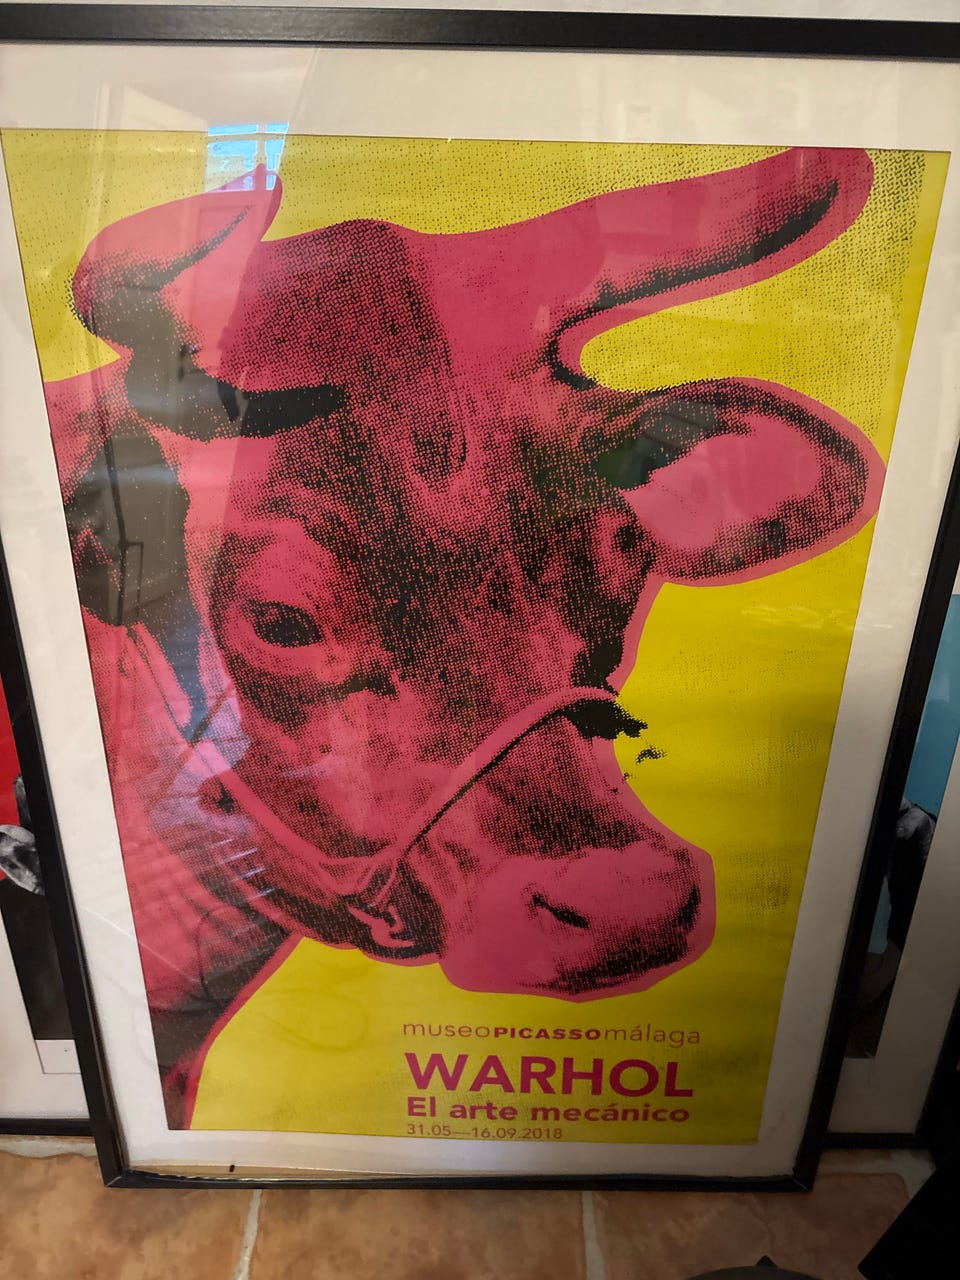 museoPICASSOmálaga
WARHOL
El arte mecánico
31.05—16.09.2018